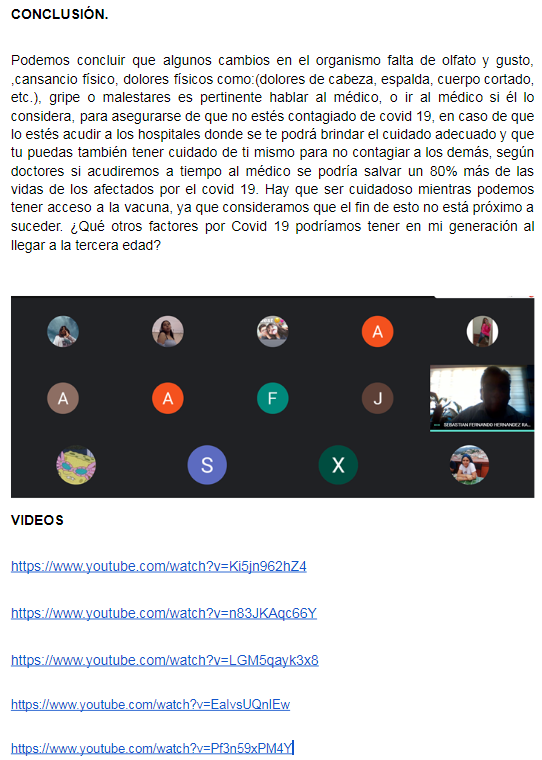 CONCLUSIÓN.
Podemos concluir que algunos cambios en el organismo falta de olfato y gusto,
,cansancio físico, dolores físicos como:(dolores de cabeza, espalda, cuerpo cortado,
etc.), gripe o malestares es pertinente hablar al médico, o ir al médico si él lo
considera, para asegurarse de que no estés contagiado de covid 19, en caso de que
lo estés acudir a los hospitales donde se te podrá brindar el cuidado adecuado y que
tu puedas también tener cuidado de ti mismo para no contagiar a los demás, según
doctores si acudiremos a tiempo al médico se podría salvar un 80% más de las
vidas de los afectados por el covid 19. Hay que ser cuidadoso mientras podemos
tener acceso a la vacuna, ya que consideramos que el fin de esto no está próximo a
suceder. ¿Qué otros factores por Covid 19 podríamos tener en mi generación al
llegar a la tercera edad?
A
A A F J
SEBASTIAN FERNANDO HERNANDEZ BA...
S X
VIDEOS
https://www.youtube.com/watch?v=Ki5jn962hZ4
https://www.youtube.com/watch?v=n83JKAqc66Y
https://www.youtube.com/watch?v=LGM5qayk3x8
https://www.youtube.com/watch?v=EalvsUQnlEw
https://www.youtube.com/watch?v=Pf3n59xPM4Y